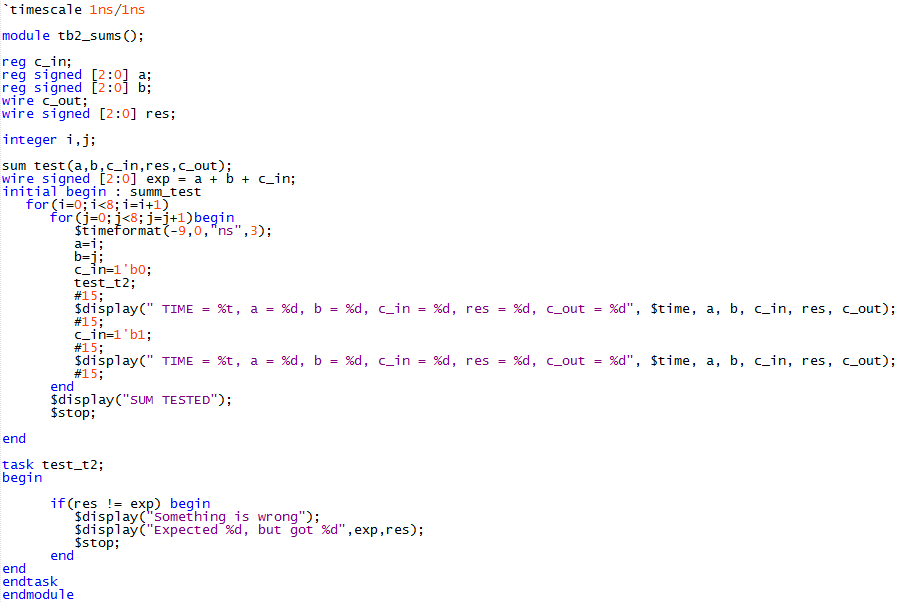 `timescale 1ns/1ns
module tb2_sums();
reg c_in;
reg signed [2:0] a;
reg signed [2:0] b;
wire c_out;
wire signed [2:0] res;
integer i,j;
sum test(a,b,c_in,res,c_out);
wire signed [2:0] exp = a + b + c_in;
initial begin : summ_test
for(i=0;i<8;i=i+1)
for(j=0;j<8;j=j+1)begin
$timeformat(-9,0,"ns",3);
a=i;
b=j;
c_in=1'b0;
test_t2;
#15;
$display(" TIME = %t, a = %d, b = %d, c_in = %d, res = %d, c_out = %d", $time, a, b, c_in, res, c_out);
#15;
c_in=1'b1;
#15;
$display(" TIME = %t, a = %d, b = %d, c_in = %d, res = %d, c_out = %d", $time, a, b, c_in, res, c_out);
#15;
end
$display("SUM TESTED");
$stop;
end
task test_t2;
begin
if(res != exp) begin
$display("Something is wrong");
$display("Expected %d, but got %d",exp,res);
$stop;
end
end
endtask
endmodule